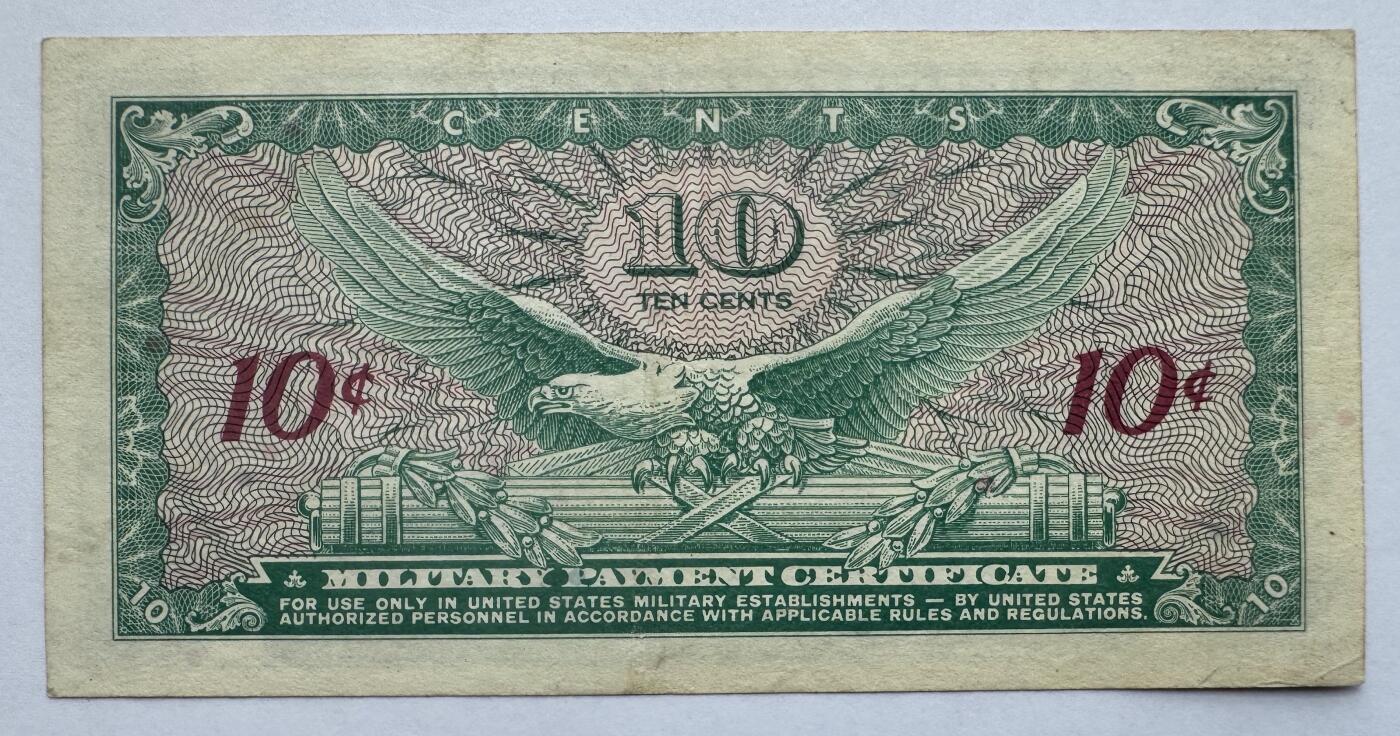 CENTS
10
TEN CENTS
10¢ 10¢
MILITARY PAYMENT CERTIFICATE
10 10
FOR USE ONLY IN UNITED STATES MILITARY ESTABLISHMENTS — BY UNITED STATES
AUTHORIZED PERSONNEL IN ACCORDANCE WITH APPLICABLE RULES AND REGULATIONS.